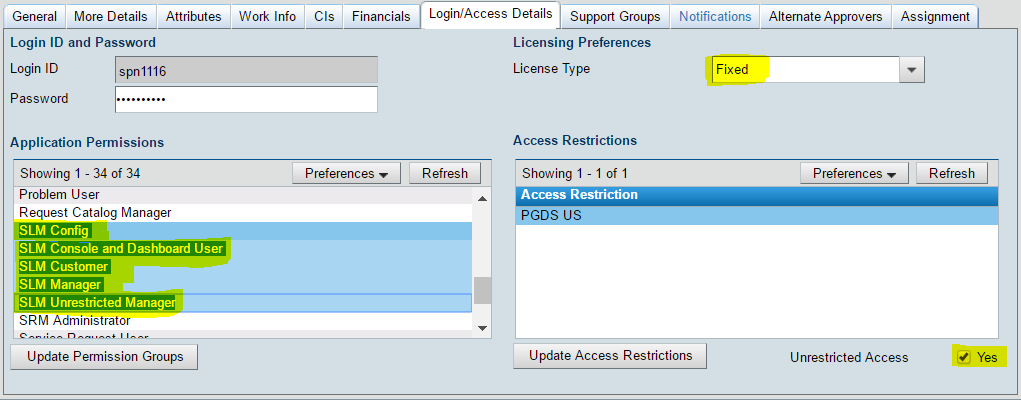 General More Details Attributes Work Info CIs Financials Login/Access Details Support Groups Notifications Alternate Approvers Assignment
Login ID and Password
Login ID spn1116
Password ••••••••••
Licensing Preferences
License Type Fixed
Application Permissions
Showing 1 - 34 of 34 Preferences Refresh
Problem User
Request Catalog Manager
SLM Config
SLM Console and Dashboard User
SLM Customer
SLM Manager
SLM Unrestricted Manager
SRM Administrator
Service Request User
Update Permission Groups
Access Restrictions
Showing 1 - 1 of 1 Preferences Refresh
Access Restriction
PGDS US
Update Access Restrictions Unrestricted Access Yes